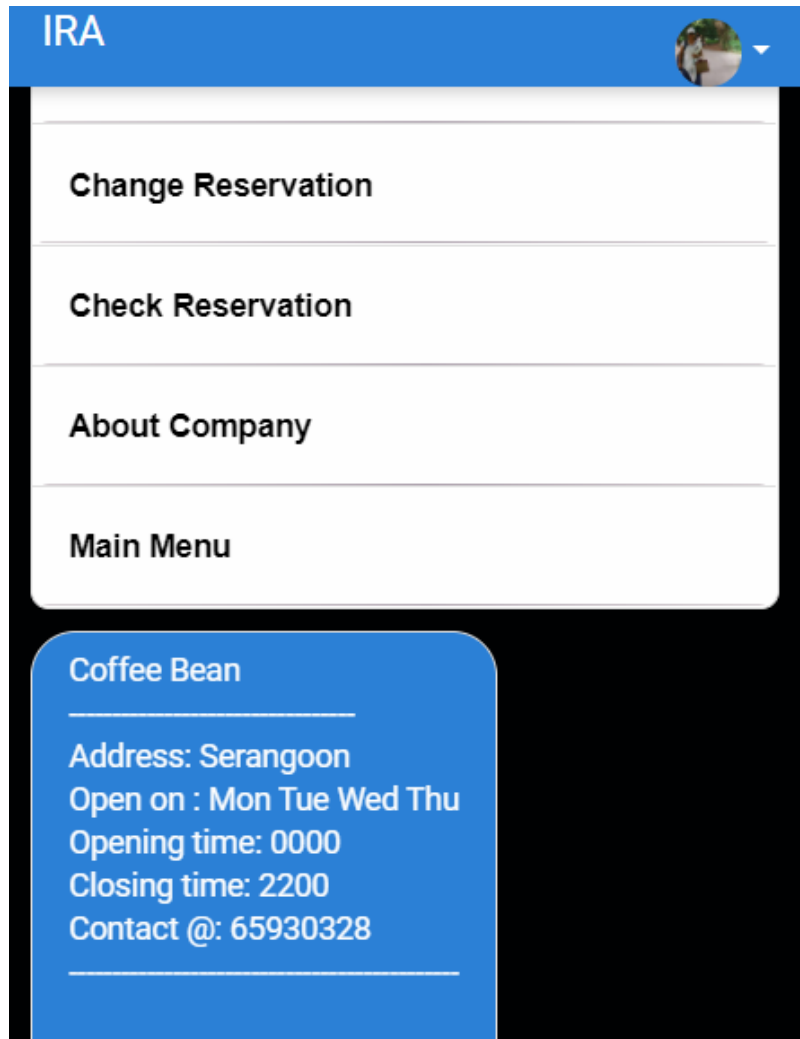 IRA
Change Reservation
Check Reservation
About Company
Main Menu
Coffee Bean
Address: Serangoon
Open on : Mon Tue Wed Thu
Opening time: 0000
Closing time: 2200
Contact @: 65930328